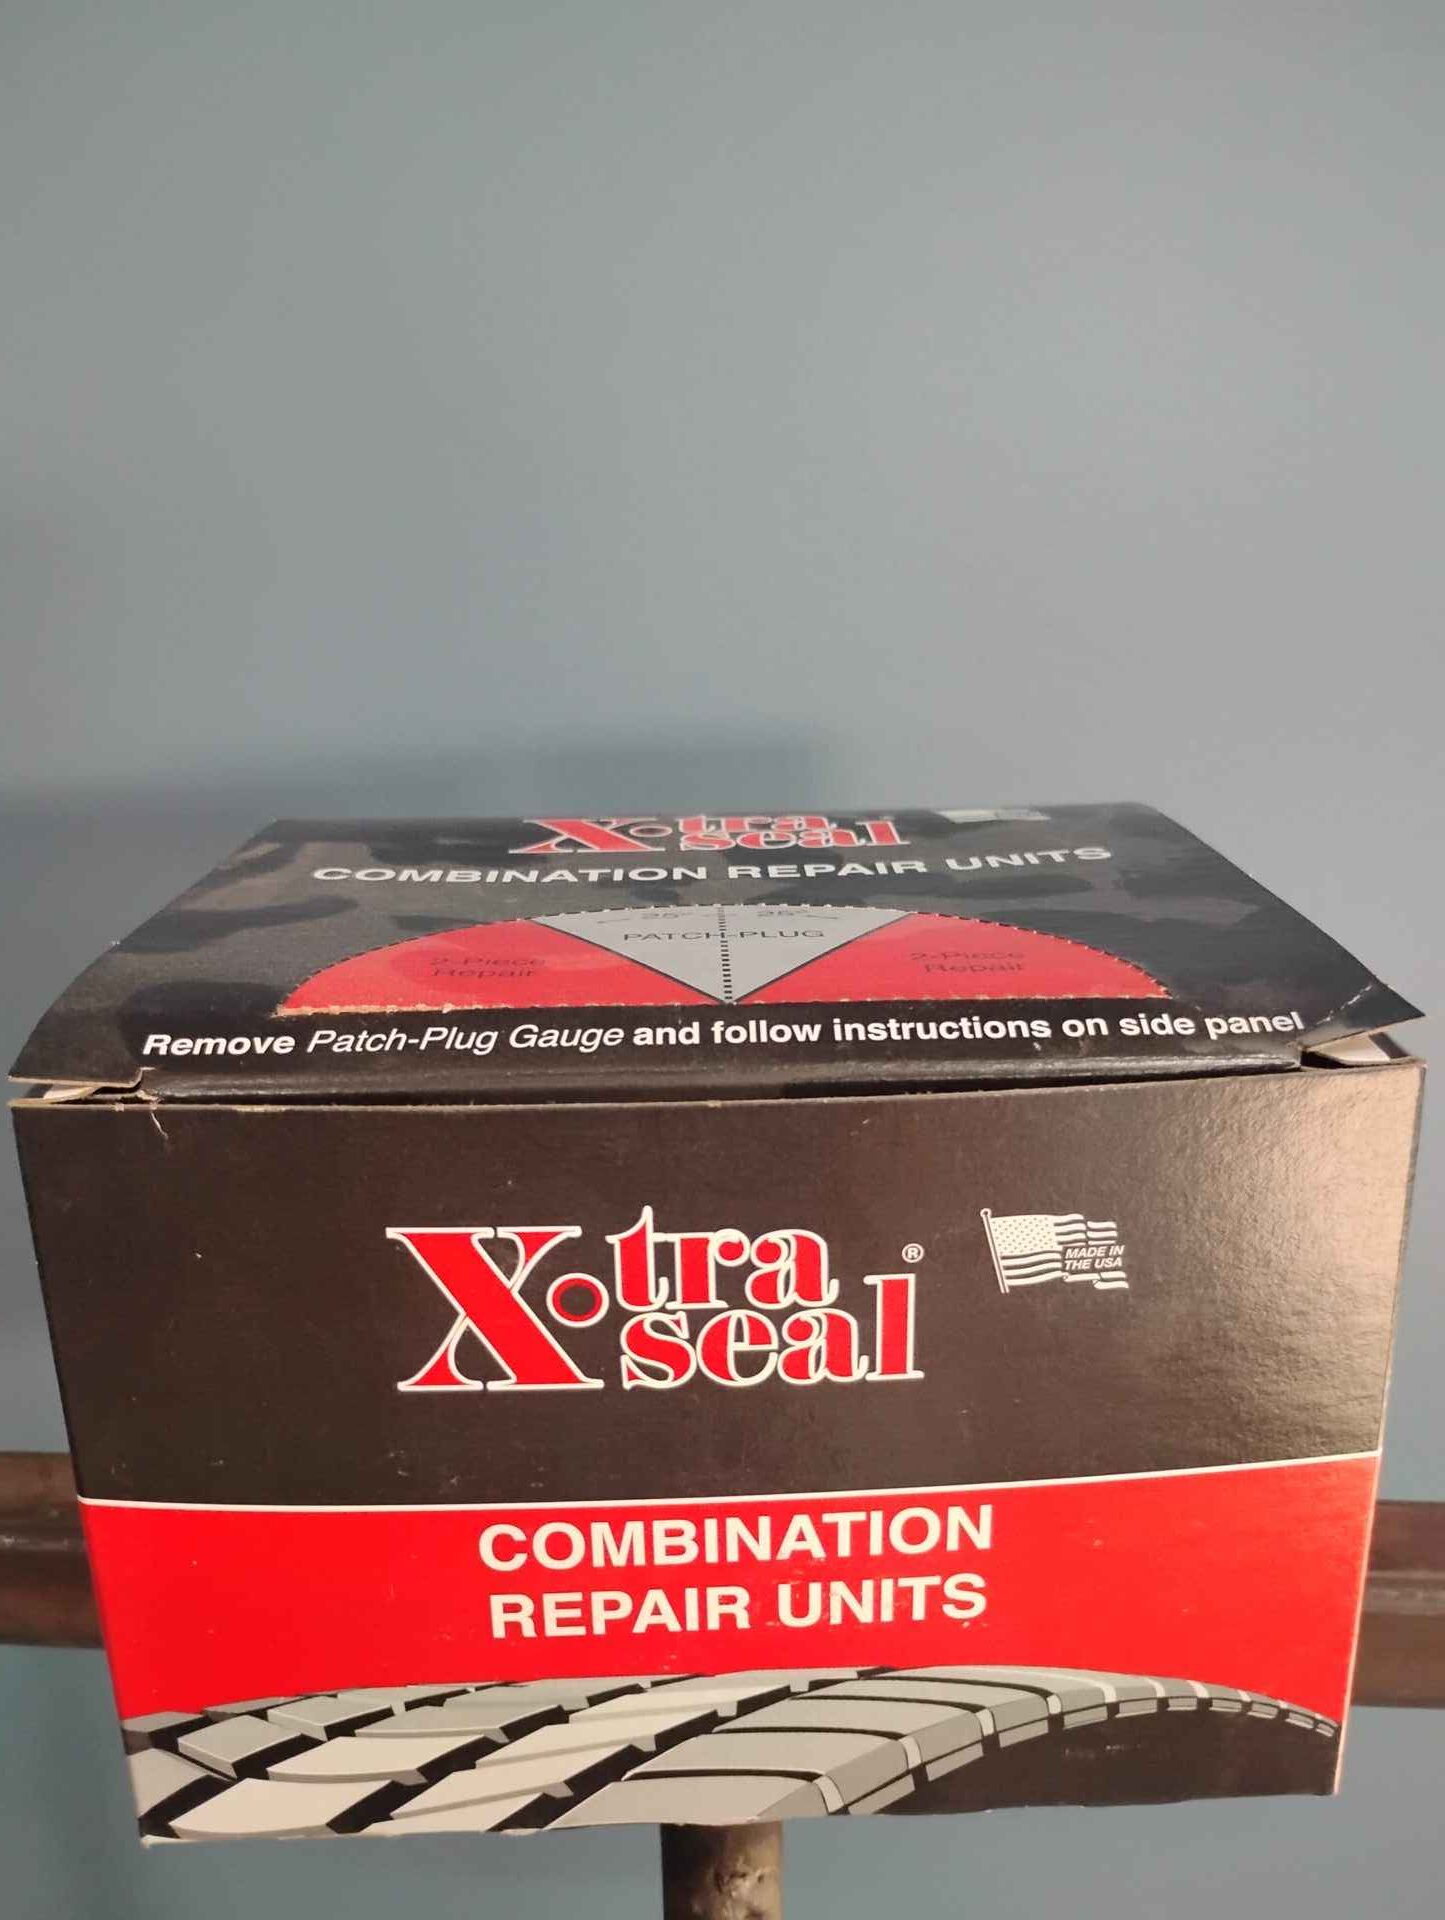 X·tra seal
COMBINATION REPAIR UNITS
25° 25°
PATCH-PLUG
2-Piece Repair
2-Piece Repair
Remove Patch-Plug Gauge and follow instructions on side panel
X·tra
seal®
MADE IN
THE USA
COMBINATION
REPAIR UNITS